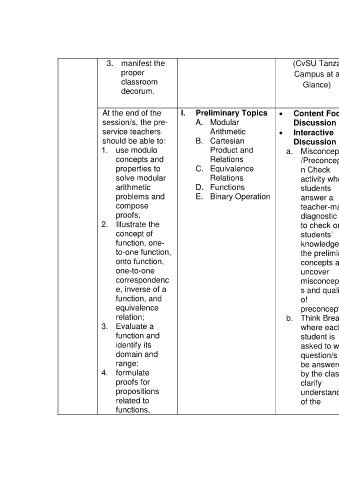 3. manifest the
proper
classroom
decorum.
(CvSU Tanza
Campus at a
Glance)
At the end of the
session/s, the pre-
service teachers
should be able to:
1. use modulo
concepts and
properties to
solve modular
arithmetic
problems and
compose
proofs;
2. Illustrate the
concept of
function, one-
to-one function,
onto function,
one-to-one
correspondenc
e, inverse of a
function, and
equivalence
relation;
3. Evaluate a
function and
identify its
domain and
range;
4. formulate
proofs for
propositions
related to
functions,
I. Preliminary Topics
A. Modular
Arithmetic
B. Cartesian
Product and
Relations
C. Equivalence
Relations
D. Functions
E. Binary Operation
• Content Foc
Discussion
• Interactive
Discussion
a. Misconcep
/Preconcep
n Check
activity whe
students
answer a
teacher-ma
diagnostic
to check on
students'
knowledge
the prelimi
concepts a
uncover
misconcep
s and quali
of
preconcept
b. Think Brea
where each
student is
asked to w
question/s
be answere
by the clas
clarify
understand
of the